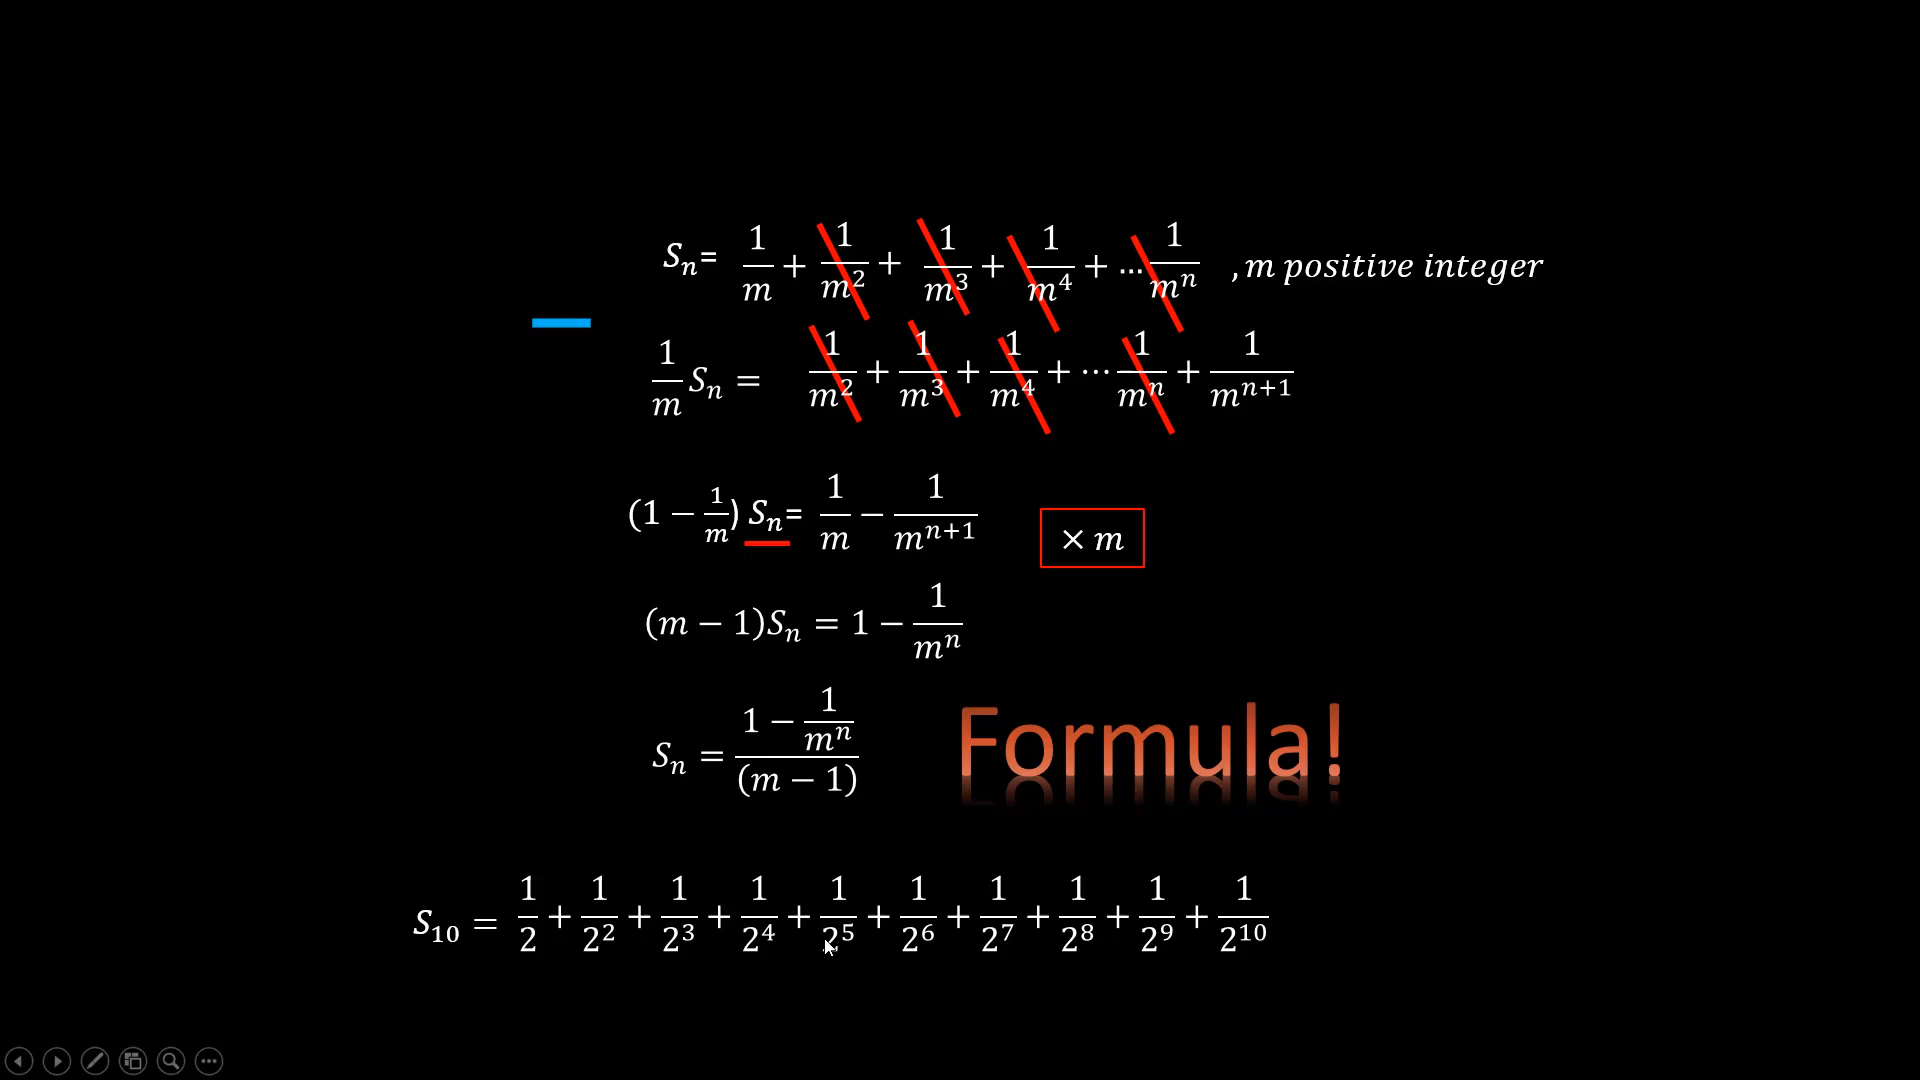 Sₙ= 1/m + 1/m² + 1/m³ + 1/m⁴ + ... 1/mⁿ , m positive integer
1/m Sₙ = 1/m² + 1/m³ + 1/m⁴ + ⋯ 1/mⁿ + 1/mⁿ⁺¹
(1 − 1/m) Sₙ= 1/m − 1/mⁿ⁺¹ × m
(m − 1)Sₙ = 1 − 1/mⁿ
Sₙ = (1 − 1/mⁿ)/(m − 1) Formula!
S₁₀ = 1/2 + 1/2² + 1/2³ + 1/2⁴ + 1/2⁵ + 1/2⁶ + 1/2⁷ + 1/2⁸ + 1/2⁹ + 1/2¹⁰